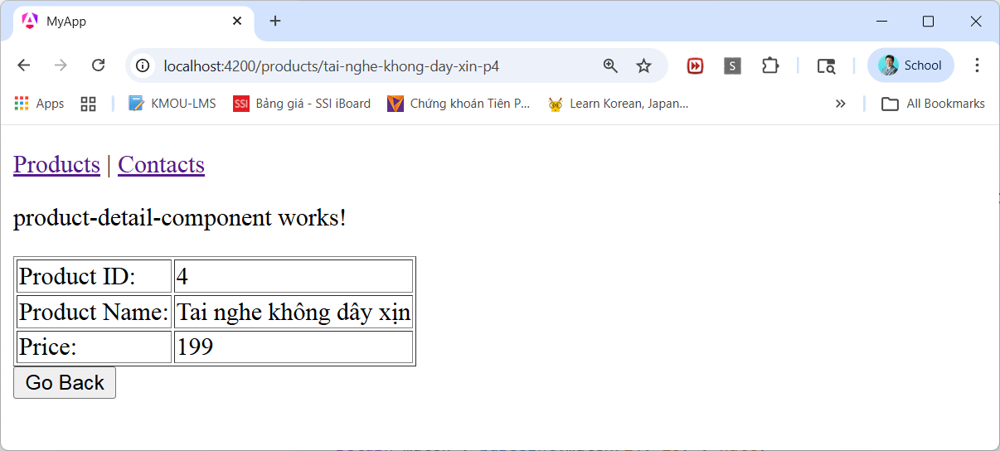 MyApp
localhost:4200/products/tai-nghe-khong-day-xin-p4
S
School
Apps
KMOU-LMS
SSI
Bảng giá - SSI iBoard
Chứng khoán Tiên P...
Learn Korean, Japan...
All Bookmarks
Products | Contacts
product-detail-component works!
Product ID: 4
Product Name: Tai nghe không dây xịn
Price: 199
Go Back